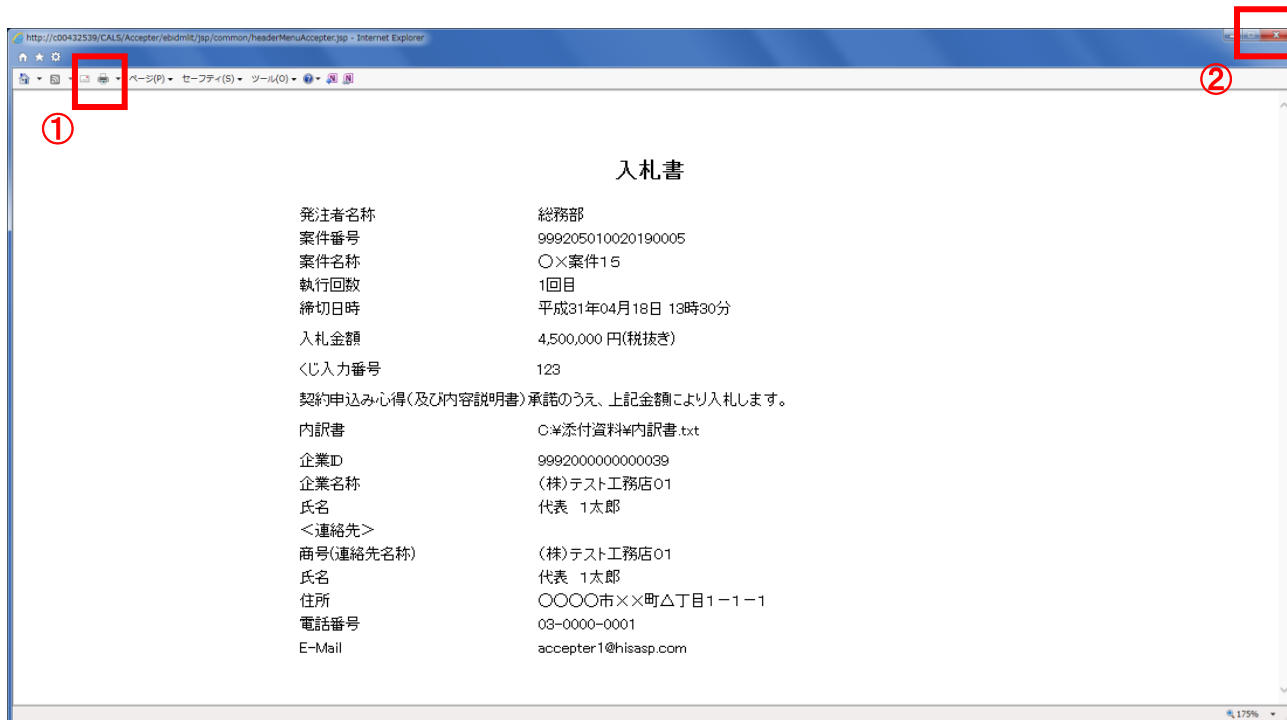 http://c00432539/CALS/Accepter/ebidmlit/jsp/common/headerMenuAccepter.jsp - Internet Explorer
ページ(P) セーフティ(S) ツール(O)
①
②
入札書
発注者名称 総務部
案件番号 999205010020190005
案件名称 〇×案件15
執行回数 1回目
締切日時 平成31年04月18日 13時30分
入札金額 4,500,000 円(税抜き)
くじ入力番号 123
契約申込み心得(及び内容説明書)承諾のうえ、上記金額により入札します。
内訳書 C:¥添付資料¥内訳書.txt
企業ID 9992000000000039
企業名称 (株)テスト工務店01
氏名 代表 1太郎
<連絡先>
商号(連絡先名称) (株)テスト工務店01
氏名 代表 1太郎
住所 〇〇〇〇市××町△丁目1-1-1
電話番号 03-0000-0001
E-Mail accepter1@hisasp.com
175%